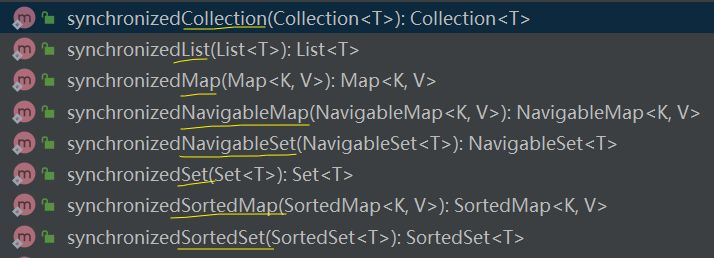 m synchronizedCollection(Collection<T>): Collection<T>
m synchronizedList(List<T>): List<T>
m synchronizedMap(Map<K, V>): Map<K, V>
m synchronizedNavigableMap(NavigableMap<K, V>): NavigableMap<K, V>
m synchronizedNavigableSet(NavigableSet<T>): NavigableSet<T>
m synchronizedSet(Set<T>): Set<T>
m synchronizedSortedMap(SortedMap<K, V>): SortedMap<K, V>
m synchronizedSortedSet(SortedSet<T>): SortedSet<T>